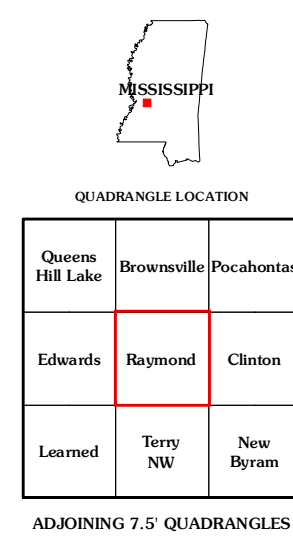 MISSISSIPPI
QUADRANGLE LOCATION
Queens
Hill Lake
Brownsville
Pocahontas
Edwards
Raymond
Clinton
Learned
Terry
NW
New
Byram
ADJOINING 7.5' QUADRANGLES